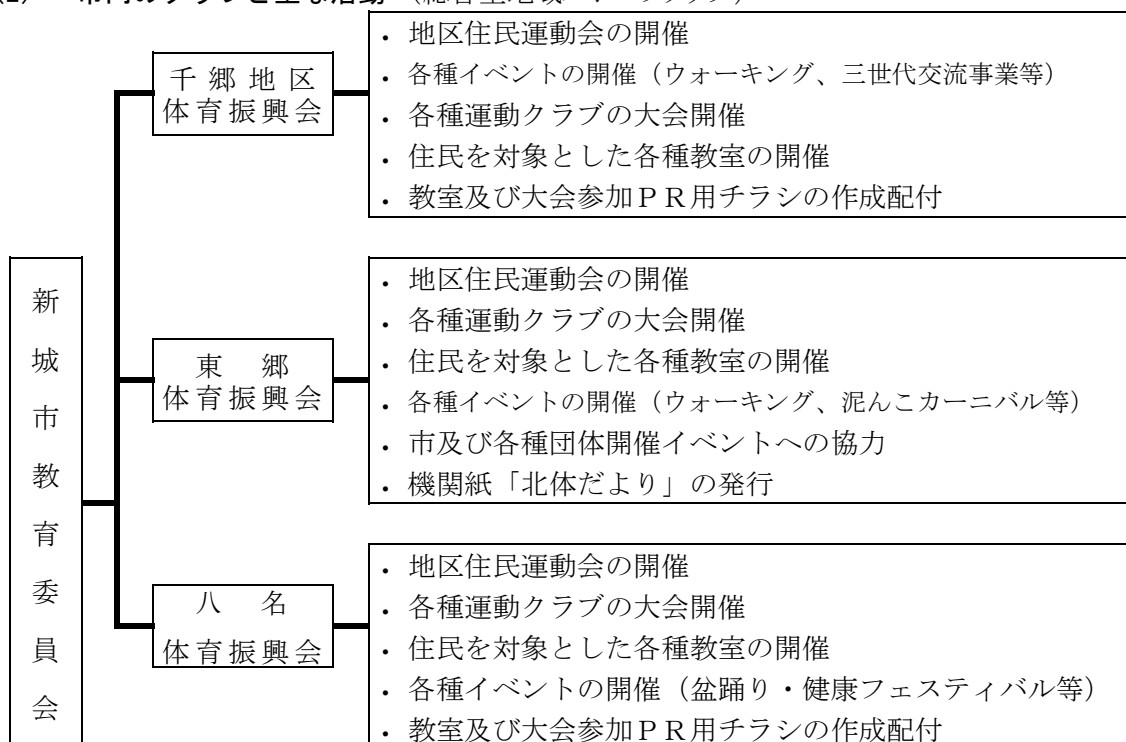 新城市教育委員会
千郷地区
体育振興会
・地区住民運動会の開催
・各種イベントの開催（ウォーキング、三世代交流事業等）
・各種運動クラブの大会開催
・住民を対象とした各種教室の開催
・教室及び大会参加ＰＲ用チラシの作成配付
東郷
体育振興会
・地区住民運動会の開催
・各種運動クラブの大会開催
・住民を対象とした各種教室の開催
・各種イベントの開催（ウォーキング、泥んこカーニバル等）
・市及び各種団体開催イベントへの協力
・機関紙「北体だより」の発行
八名
体育振興会
・地区住民運動会の開催
・各種運動クラブの大会開催
・住民を対象とした各種教室の開催
・各種イベントの開催（盆踊り・健康フェスティバル等）
・教室及び大会参加ＰＲ用チラシの作成配付